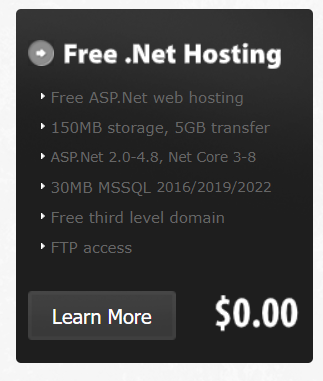 Free .Net Hosting
Free ASP.Net web hosting
150MB storage, 5GB transfer
ASP.Net 2.0-4.8, Net Core 3-8
30MB MSSQL 2016/2019/2022
Free third level domain
FTP access
Learn More
$0.00